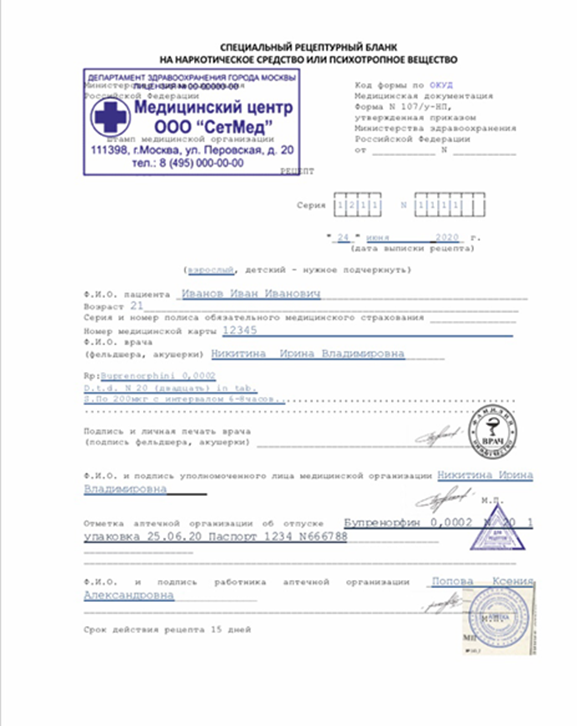 СПЕЦИАЛЬНЫЙ РЕЦЕПТУРНЫЙ БЛАНК
НА НАРКОТИЧЕСКОЕ СРЕДСТВО ИЛИ ПСИХОТРОПНОЕ ВЕЩЕСТВО
ДЕПАРТАМЕНТ ЗДРАВООХРАНЕНИЯ ГОРОДА МОСКВЫ
ЛИЦЕНЗИЯ № 00-00000-00
Российской Федерации
Медицинский центр
ООО "СетМед"
Штамп медицинской организации
111398, г.Москва, ул. Перовская, д. 20
тел.: 8 (495) 000-00-00
Код формы по ОКУД
Медицинская документация
Форма N 107/у-НП,
утвержденная приказом
Министерства здравоохранения
Российской Федерации
от ___________ N ___________
РЕЦЕПТ
Серия 1 2 1 1 N 1 1 1 1
" 24 " июня 2020 г.
(дата выписки рецепта)
(взрослый, детский - нужное подчеркнуть)
Ф.И.О. пациента Иванов Иван Иванович
Возраст 21
Серия и номер полиса обязательного медицинского страхования
Номер медицинской карты 12345
Ф.И.О. врача
(фельдшера, акушерки) Никитина Ирина Владимировна
Rp:Buprenorphini 0,0002
D.t.d. N 20 (двадцать) in tab.
S.По 200мкг с интервалом 6-8часов.
Подпись и личная печать врача
(подпись фельдшера, акушерки)
ВРАЧ
Ф.И.О. и подпись уполномоченного лица медицинской организации Никитина Ирина
Владимировна
М.П.
Отметка аптечной организации об отпуске Бупренорфин 0,0002 N 20 1
упаковка 25.06.20 Паспорт 1234 N666788
Ф.И.О. и подпись работника аптечной организации Попова Ксения
Александровна
Срок действия рецепта 15 дней